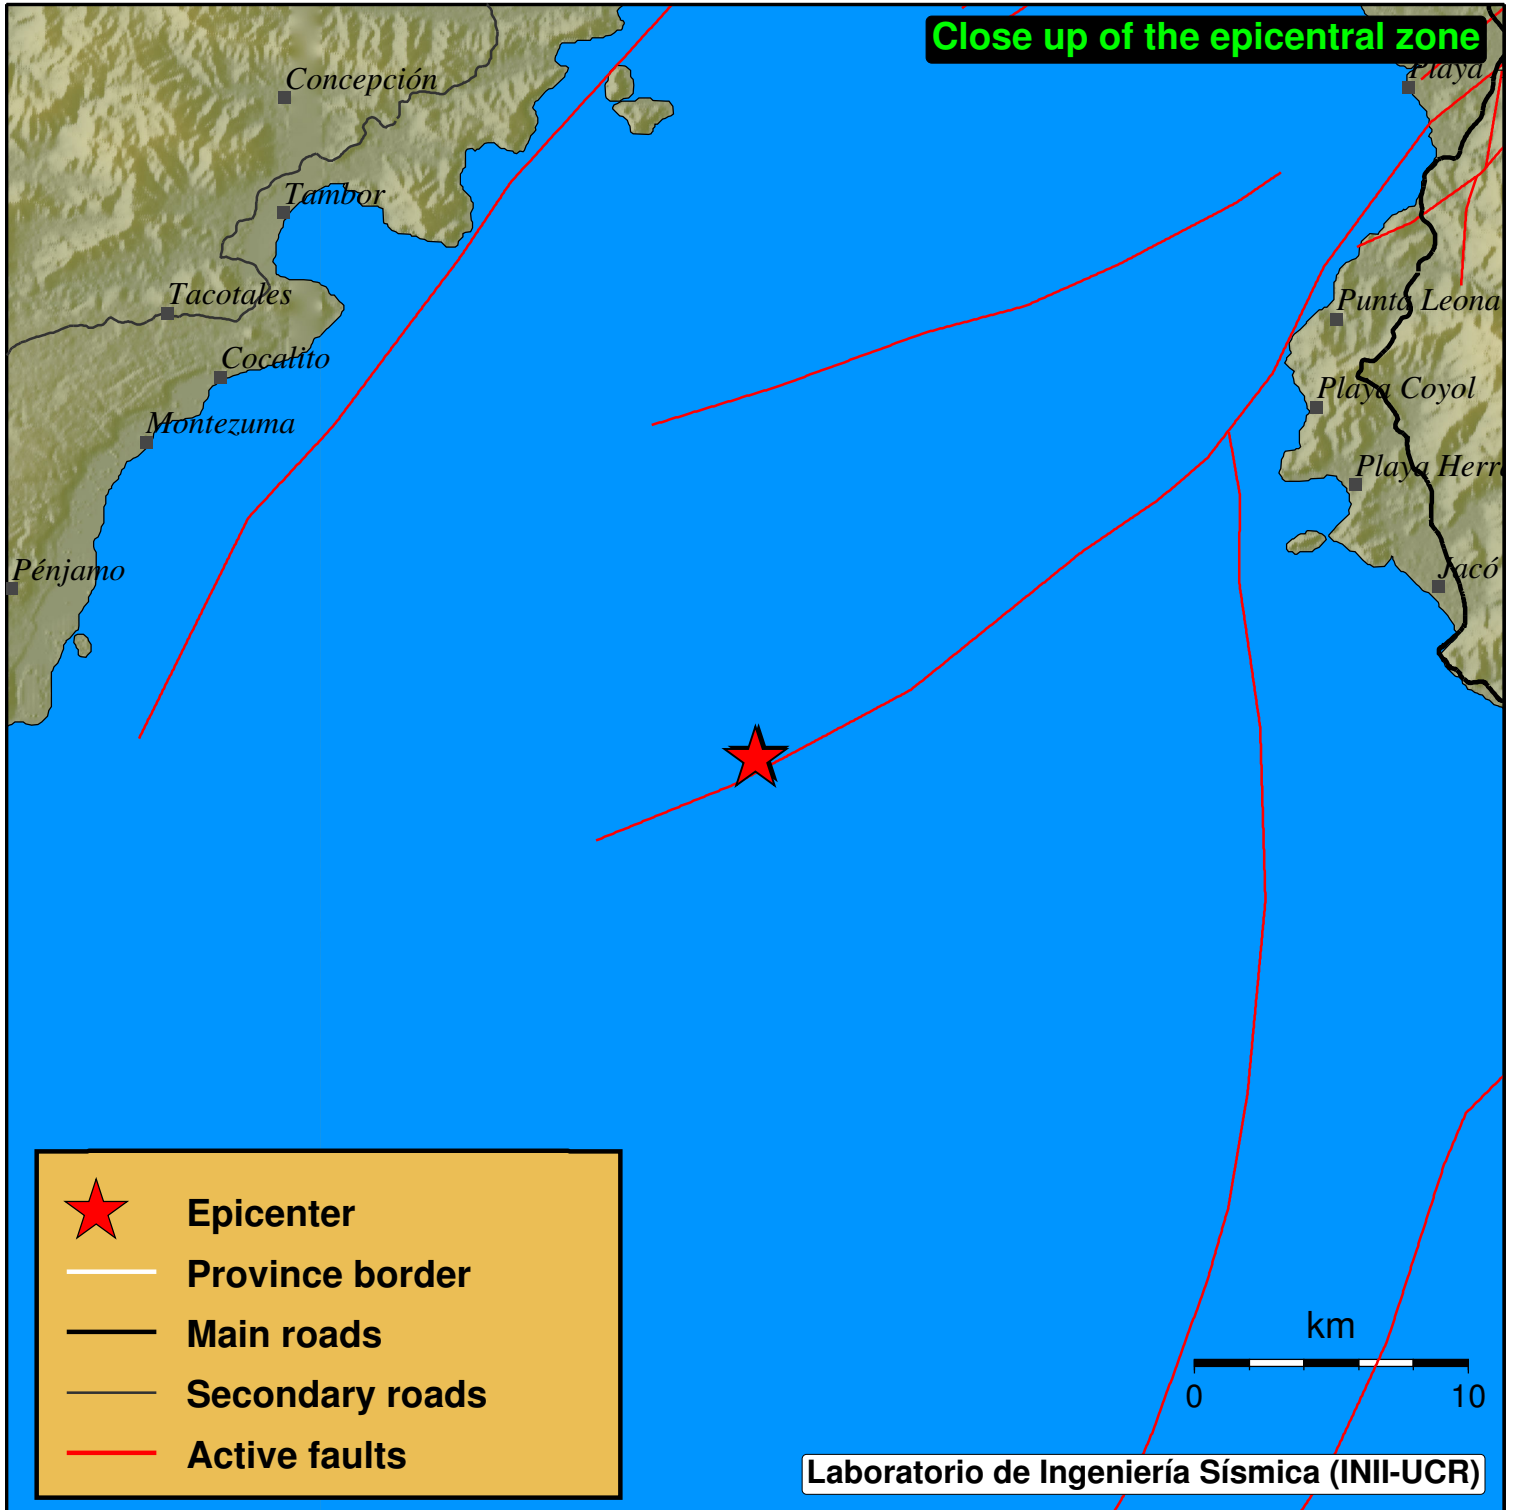 Close up of the epicentral zone
Concepción
Playa
Tambor
Tacotales
Punta Leona
Cocalito
Playa Coyol
Montezuma
Playa Herr
Pénjamo
Jacó
Epicenter
Province border
Main roads
Secondary roads
Active faults
km
0 10
Laboratorio de Ingeniería Sísmica (INII-UCR)